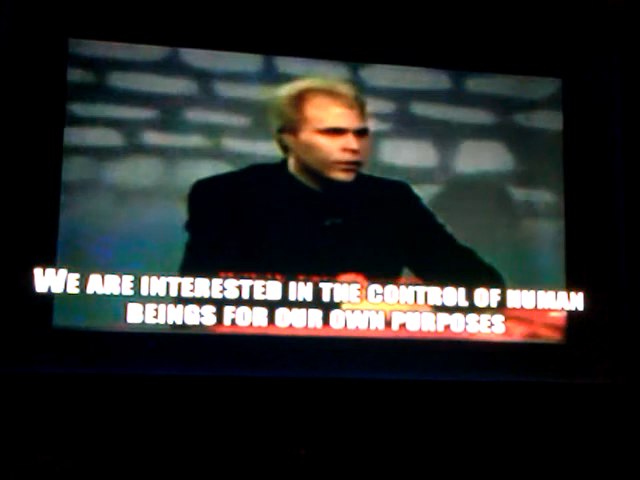 WE ARE INTERESTED IN THE CONTROL OF HUMAN
BEINGS FOR OUR OWN PURPOSES